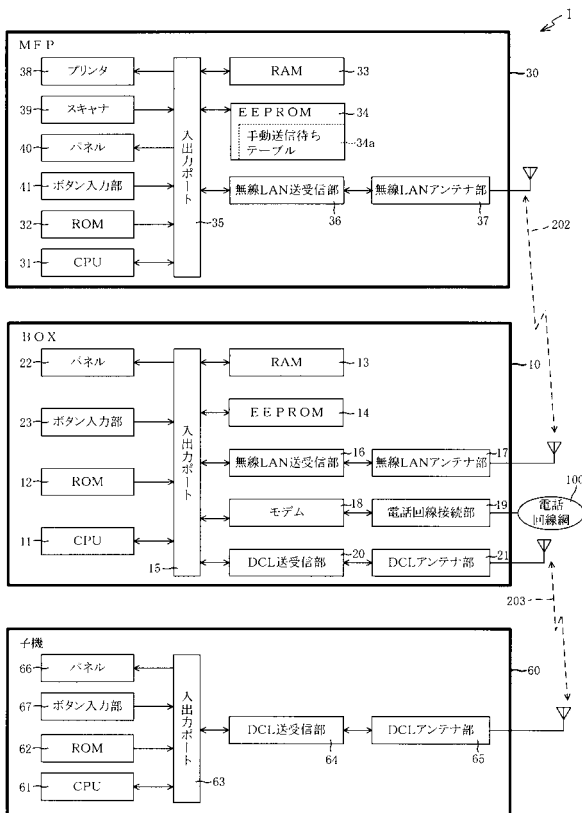 1
MFP
30
38
プリンタ
39
スキャナ
40
パネル
41
ボタン入力部
32
ROM
31
CPU
入出力ポート
35
RAM
33
EEPROM
34
手動送信待ち
テーブル
34a
無線LAN送受信部
36
無線LANアンテナ部
37
202
BOX
10
22
パネル
23
ボタン入力部
12
ROM
11
CPU
入出力ポート
15
RAM
13
EEPROM
14
無線LAN送受信部
16
無線LANアンテナ部
17
モデム
18
電話回線接続部
19
電話
回線網
100
DCL送受信部
20
DCLアンテナ部
21
203
子機
60
66
パネル
67
ボタン入力部
62
ROM
61
CPU
入出力ポート
63
DCL送受信部
64
DCLアンテナ部
65